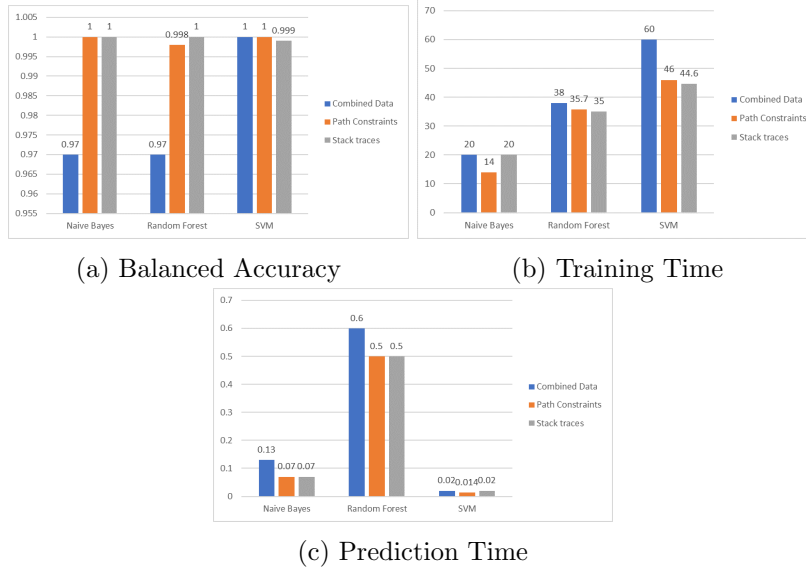 1.005
1
0.995
0.99
0.985
0.98
0.975
0.97
0.965
0.96
0.955
0.97
1
1
0.97
0.998
1
1
1
0.999
Naive Bayes
Random Forest
SVM
Combined Data
Path Constraints
Stack traces
(a) Balanced Accuracy
70
60
50
40
30
20
10
0
20
14
20
38
35.7
35
60
46
44.6
Naive Bayes
Random Forest
SVM
Combined Data
Path Constraints
Stack traces
(b) Training Time
0.7
0.6
0.5
0.4
0.3
0.2
0.1
0
0.13
0.07
0.07
0.6
0.5
0.5
0.02
0.014
0.02
Naive Bayes
Random Forest
SVM
Combined Data
Path Constraints
Stack traces
(c) Prediction Time